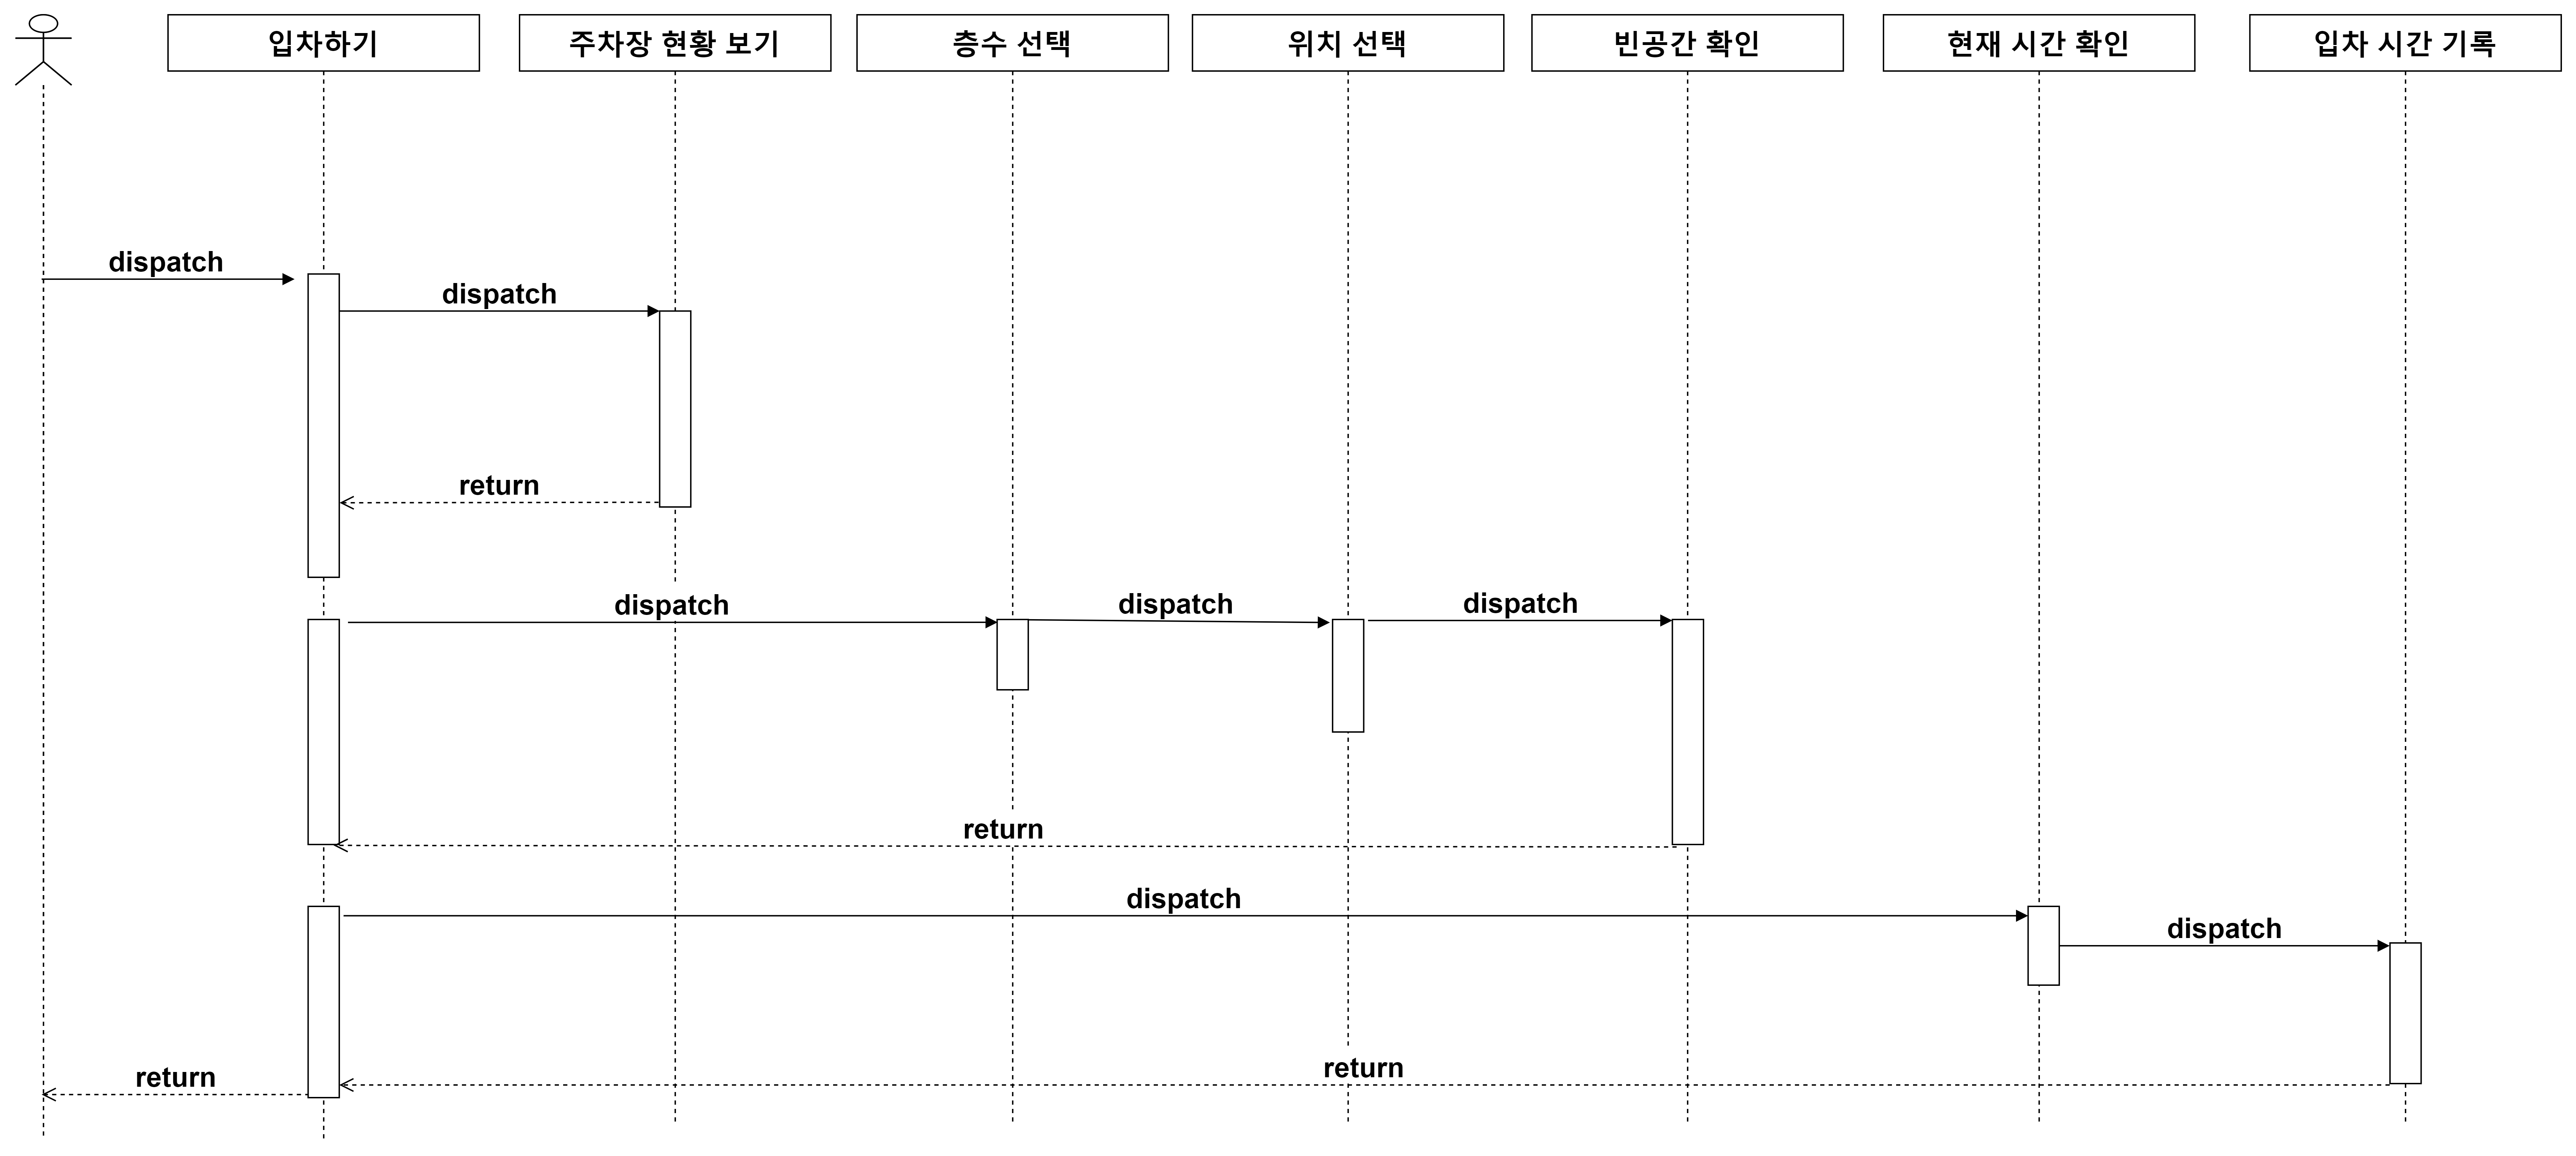 입차하기
주차장 현황 보기
층수 선택
위치 선택
빈공간 확인
현재 시간 확인
입차 시간 기록
dispatch
dispatch
return
dispatch
dispatch
dispatch
return
dispatch
dispatch
return
return